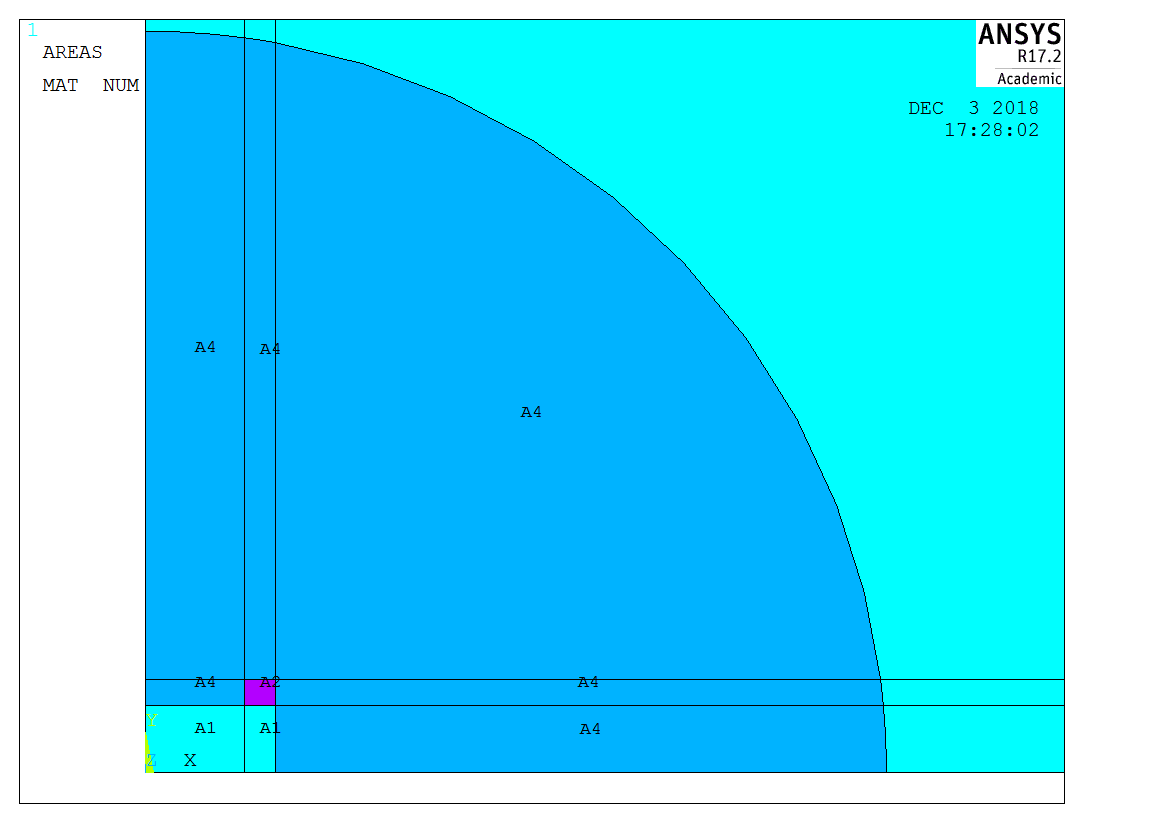 1
AREAS
MAT NUM
ANSYS
R17.2
Academic
DEC 3 2018
17:28:02
A4 A4
A4
A4 A2 A4
Y
A1 A1 A4
Z X